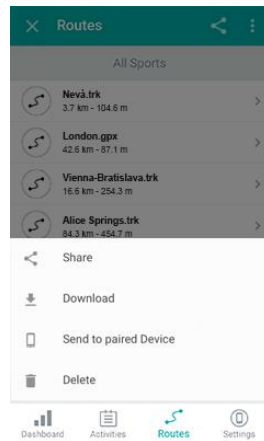 Routes
All Sports
Nevà.trk
3.7 km - 104.6 m
London.gpx
42.6 km - 87.1 m
Vienna-Bratislava.trk
16.6 km - 254.3 m
Alice Springs.trk
84.3 km - 454.7 m
Share
Download
Send to paired Device
Delete
Dashboard
Activities
Routes
Settings